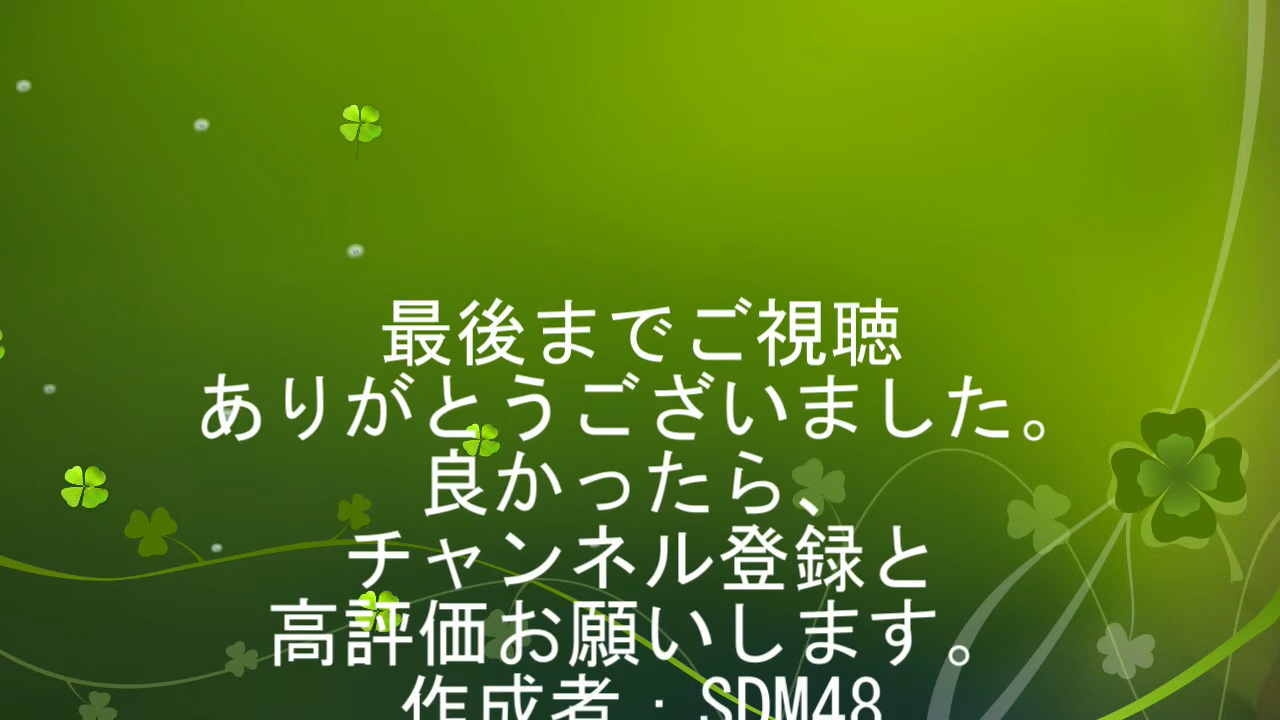 最後までご視聴
ありがとうございました。
良かったら、
チャンネル登録と
高評価お願いします。
作成者：SDM48